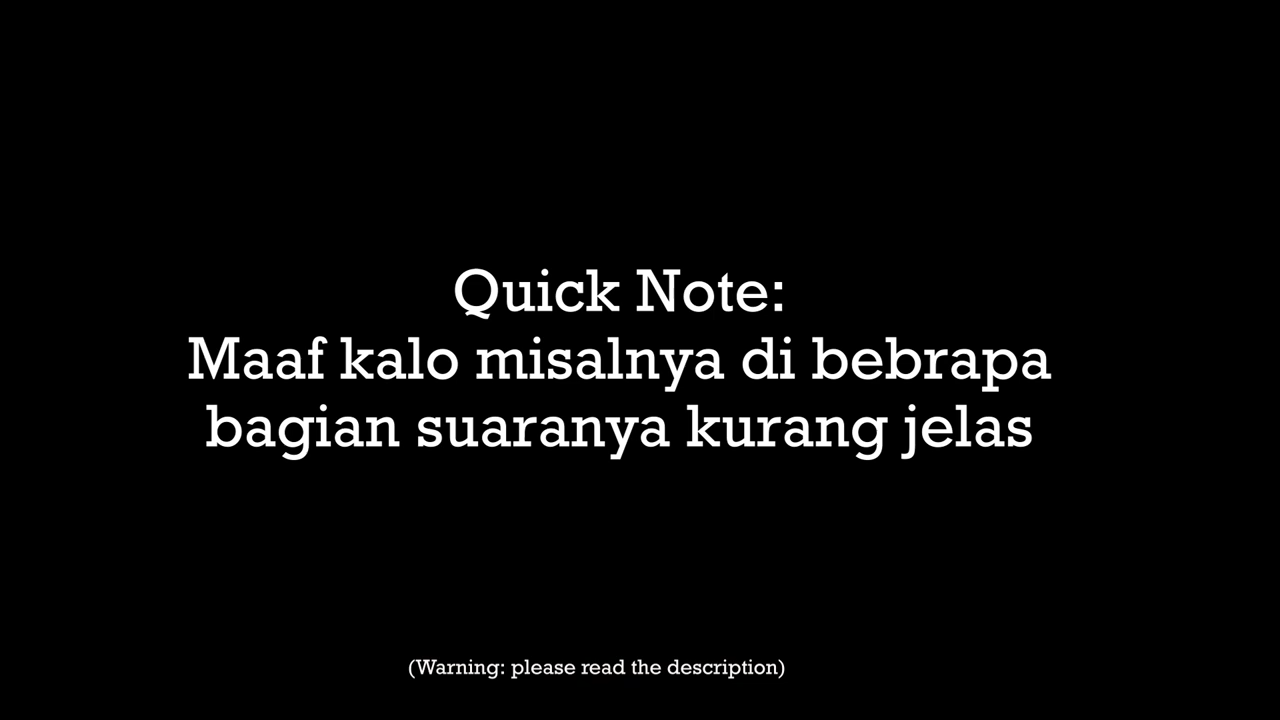 Quick Note:
Maaf kalo misalnya di bebrapa
bagian suaranya kurang jelas
(Warning: please read the description)